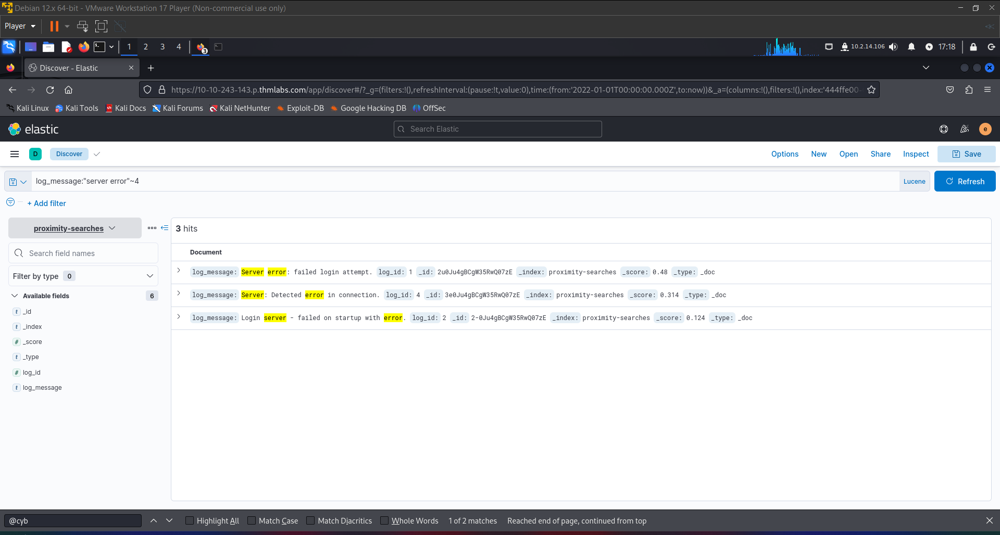 Debian 12.x 64-bit - VMware Workstation 17 Player (Non-commercial use only)
Player
1 2 3 4 3 10.2.14.106 17:18
Discover - Elastic
https://10-10-243-143.p.thmlabs.com/app/discover#/?_g=(filters:!(),refreshInterval:(pause:!t,value:0),time:(from:'2022-01-01T00:00:00.000Z',to:now))&_a=(columns:!(),filters:!(),index:'444ffe00-
Kali Linux Kali Tools Kali Docs Kali Forums Kali NetHunter Exploit-DB Google Hacking DB OffSec
elastic Search Elastic e
D Discover Options New Open Share Inspect Save
log_message:"server error"~4 Lucene Refresh
+ Add filter
proximity-searches
3 hits
Search field names
Document
Filter by type 0
log_message: Server error: failed login attempt. log_id: 1 _id: 2u0Ju4gBCgW35RwQ07zE _index: proximity-searches _score: 0.48 _type: _doc
log_message: Server: Detected error in connection. log_id: 4 _id: 3e0Ju4gBCgW35RwQ07zE _index: proximity-searches _score: 0.314 _type: _doc
log_message: Login server - failed on startup with error. log_id: 2 _id: 2-0Ju4gBCgW35RwQ07zE _index: proximity-searches _score: 0.124 _type: _doc
Available fields 6
t _id
t _index
# _score
t _type
# log_id
t log_message
@cyb Highlight All Match Case Match Diacritics Whole Words 1 of 2 matches Reached end of page, continued from top